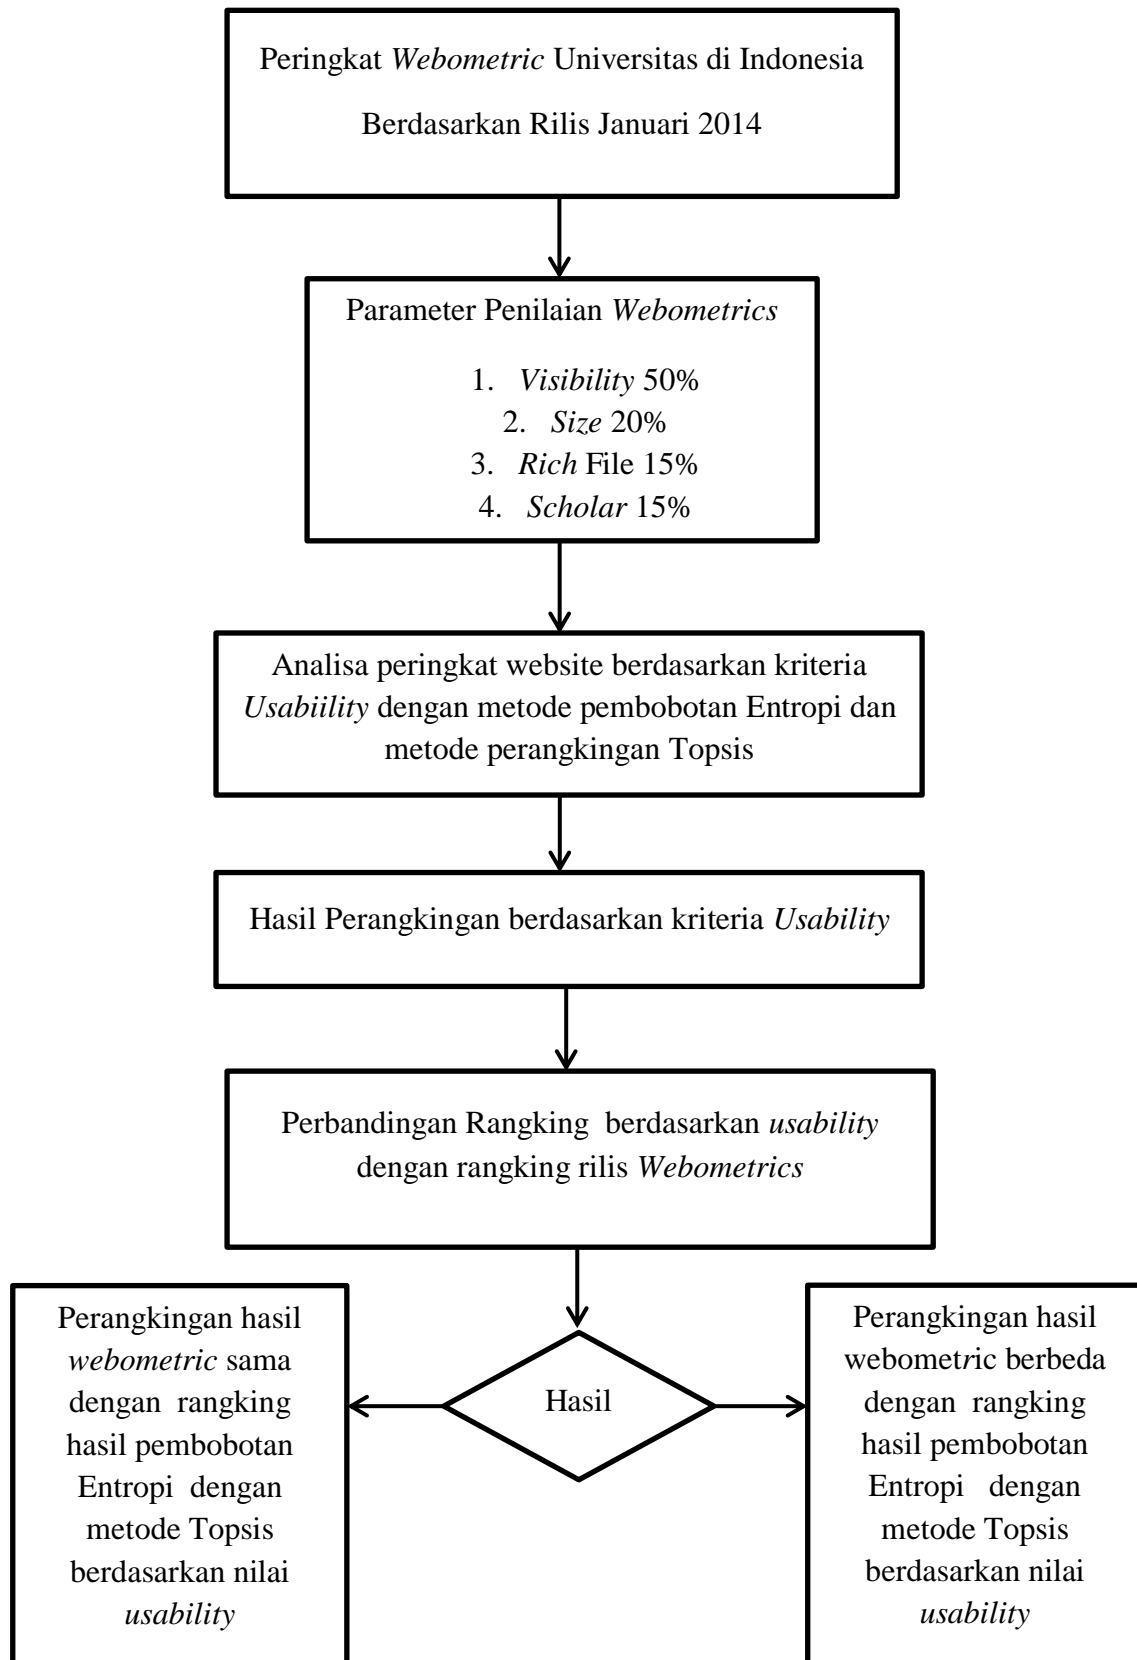 Peringkat Webometric Universitas di Indonesia
Berdasarkan Rilis Januari 2014
Parameter Penilaian Webometrics
1. Visibility 50%
2. Size 20%
3. Rich File 15%
4. Scholar 15%
Analisa peringkat website berdasarkan kriteria
Usabiility dengan metode pembobotan Entropi dan
metode perangkingan Topsis
Hasil Perangkingan berdasarkan kriteria Usability
Perbandingan Rangking berdasarkan usability
dengan rangking rilis Webometrics
Hasil
Perangkingan hasil
webometric sama
dengan rangking
hasil pembobotan
Entropi dengan
metode Topsis
berdasarkan nilai
usability
Perangkingan hasil
webometric berbeda
dengan rangking
hasil pembobotan
Entropi dengan
metode Topsis
berdasarkan nilai
usability